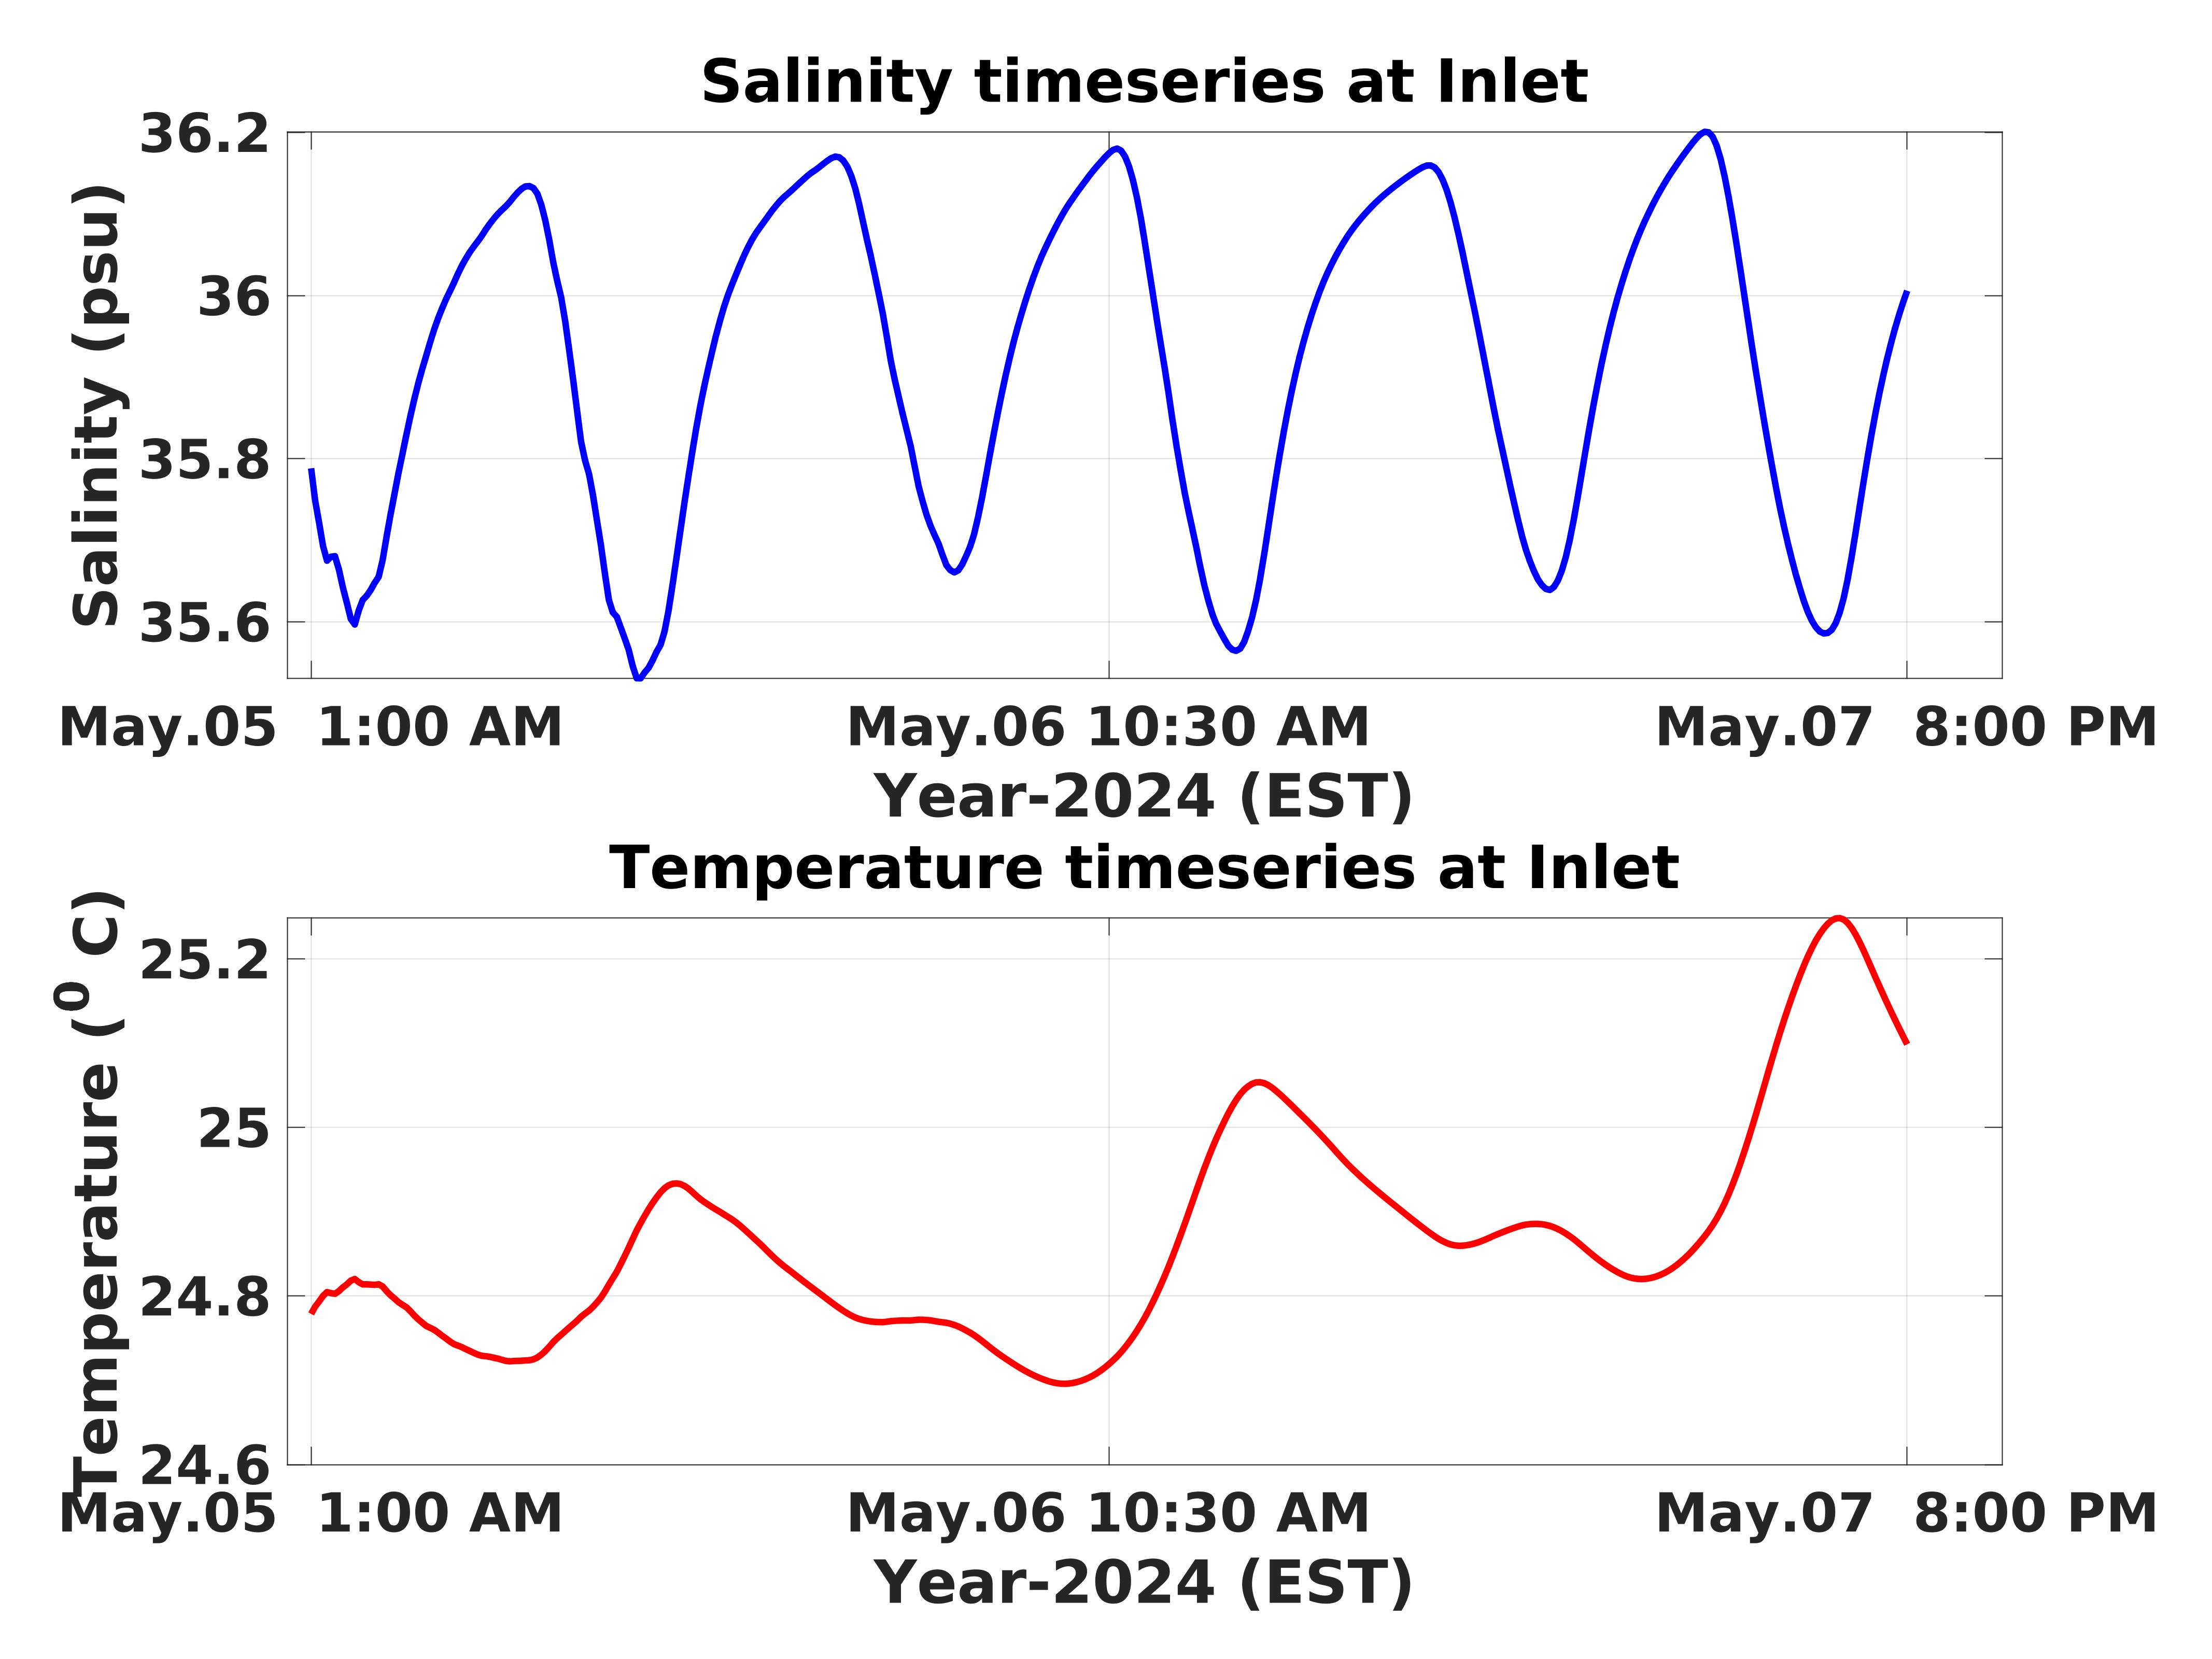 Salinity timeseries at Inlet
Salinity (psu)
36.2
36
35.8
35.6
May.05 1:00 AM
May.06 10:30 AM
May.07 8:00 PM
Year-2024 (EST)
Temperature timeseries at Inlet
Temperature (⁰ C)
25.2
25
24.8
24.6
May.05 1:00 AM
May.06 10:30 AM
May.07 8:00 PM
Year-2024 (EST)